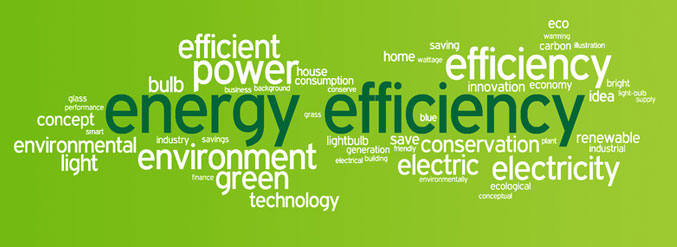 eco
warming
efficient
saving
carbon
illustration
home
wattage
efficiency
power
house
consumption
conserve
bulb
business
background
innovation
economy
bright
light-bulb
supply
idea
glass
performance
energy efficiency
grass
blue
concept
smart
industry
savings
lightbulb
save
friendly
conservation
plant
renewable
industrial
environmental
light
environment
generation
electrical
building
electric
environmentally
electricity
finance
green
ecological
conceptual
technology